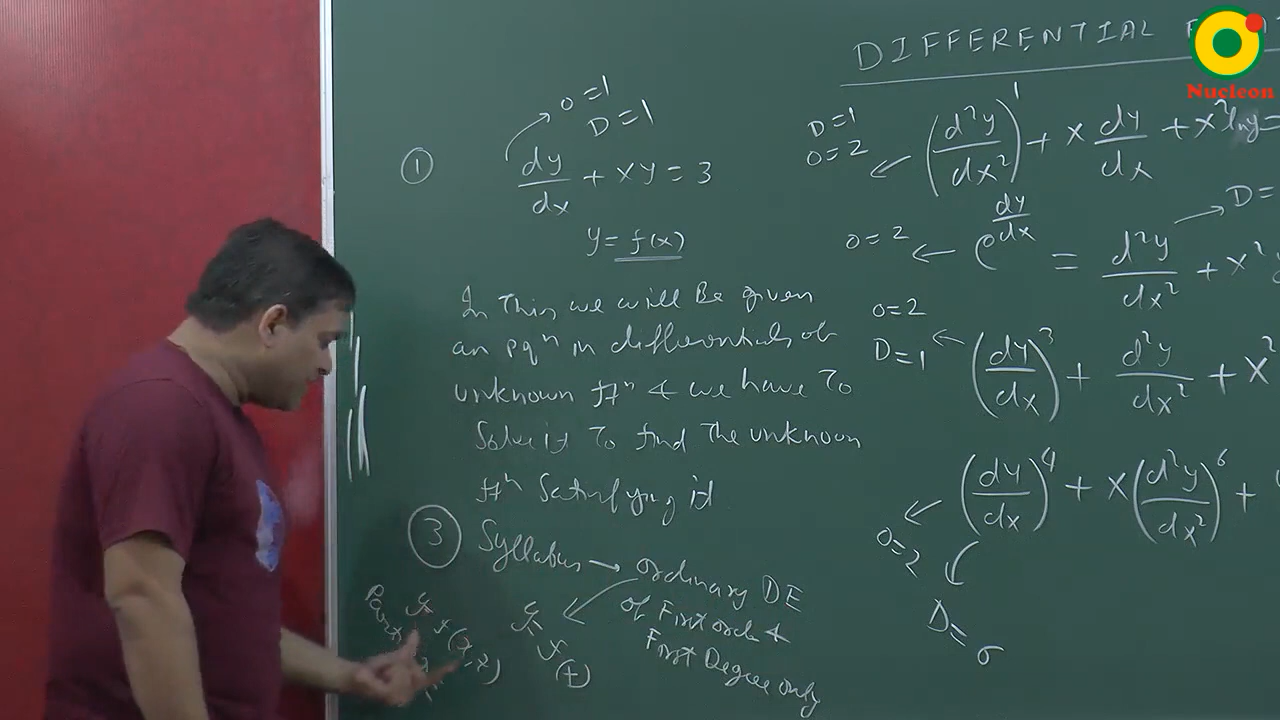 DIFFERENTIAL
Nucleon
①
o = 1
D = 1
dy/dx + xy = 3
y = f(x)
In This we will Be given
an eqⁿ in differentials of
unknown fⁿ & we have To
Solve it To find The unknown
fⁿ Satisfying it
③ Syllabus → ordinary DE
of First order &
First Degree only
(t)
D = 1
o = 2
(d²y/dx²)¹ + x dy/dx + x² ln y =
o = 2 ← e^(dy/dx) = d²y/dx² + x² → D =
o = 2
D = 1
(dy/dx)³ + d²y/dx² + x²
(dy/dx)⁴ + x(d²y/dx²)⁶ +
o = 2
D =